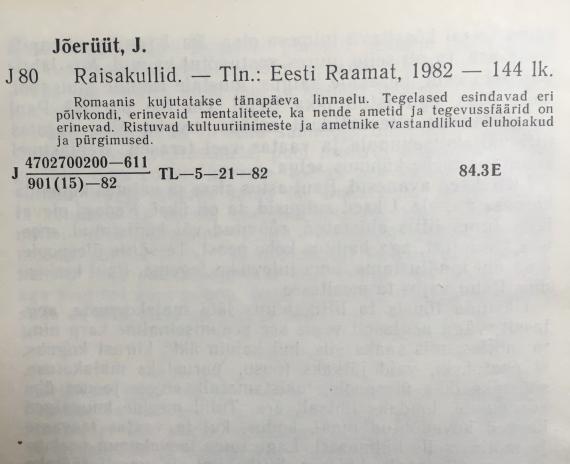 Jõerüüt, J.
J 80 Raisakullid. — Tln.: Eesti Raamat, 1982 — 144 lk.
Romaanis kujutatakse tänapäeva linnaelu. Tegelased esindavad eri
põlvkondi, erinevaid mentaliteete, ka nende ametid ja tegevussfäärid on
erinevad. Ristuvad kultuuriinimeste ja ametnike vastandlikud eluhoiakud
ja pürgimused.
J 4702700200—611
901(15)—82 TL—5—21—82 84.3E